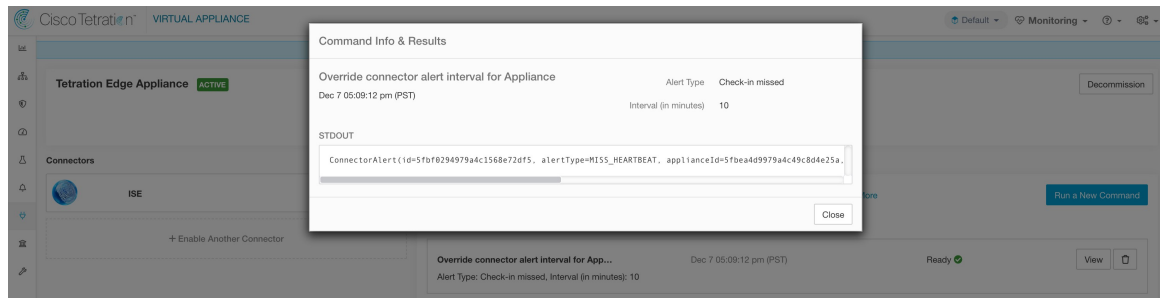 Cisco Tetration™
VIRTUAL APPLIANCE
Default
Monitoring
Command Info & Results
Override connector alert interval for Appliance
Dec 7 05:09:12 pm (PST)
Alert Type Check-in missed
Interval (in minutes) 10
STDOUT
ConnectorAlert(id=5fbf0294979a4c1568e72df5, alertType=MISS_HEARTBEAT, applianceId=5fbea4d9979a4c49c8d4e25a,
Close
Tetration Edge Appliance ACTIVE
Decommission
Connectors
ISE
+ Enable Another Connector
Run a New Command
Override connector alert interval for App... Dec 7 05:09:12 pm (PST) Ready View
Alert Type: Check-in missed, Interval (in minutes): 10